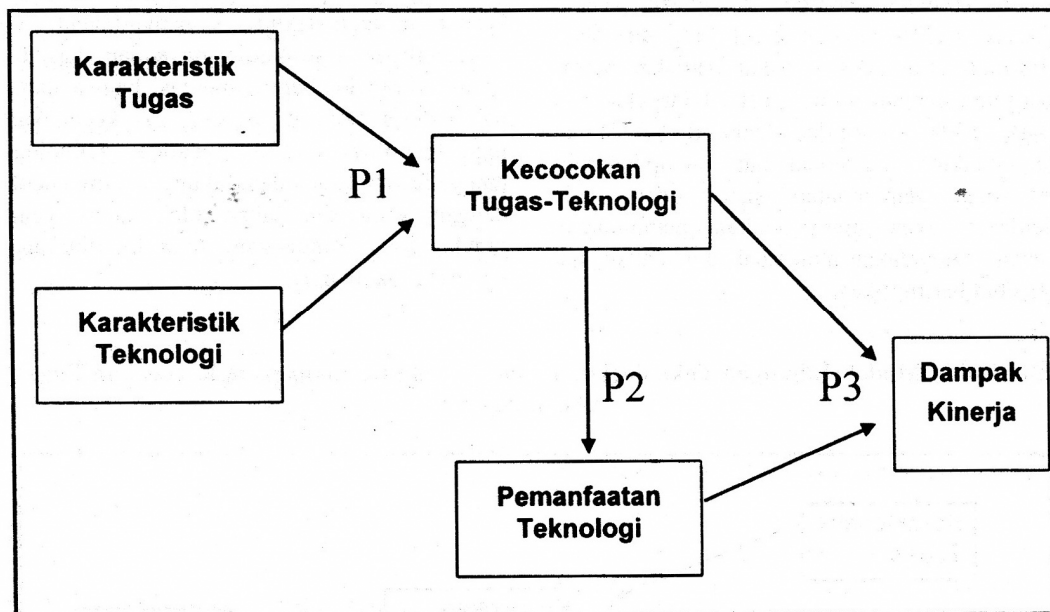 Karakteristik
Tugas
P1
Kecocokan
Tugas-Teknologi
Karakteristik
Teknologi
P2
P3
Dampak
Kinerja
Pemanfaatan
Teknologi